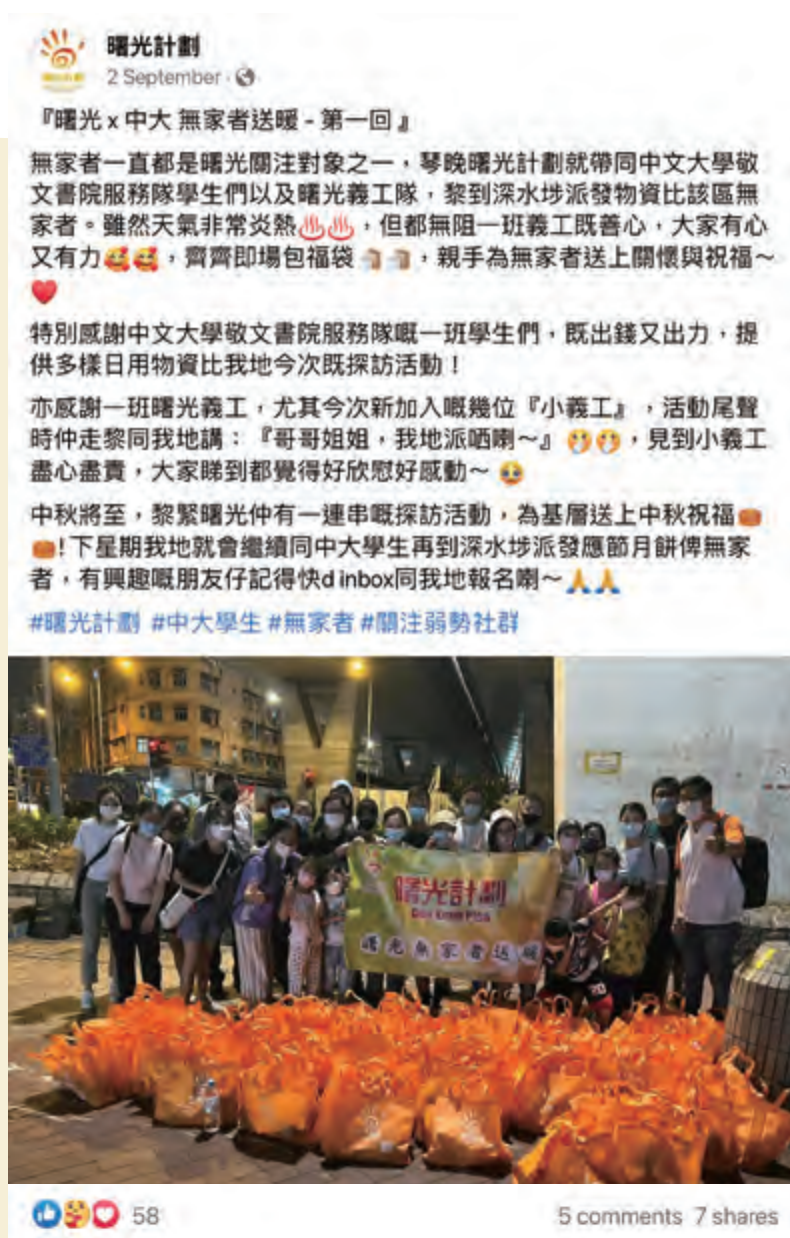 曙光計劃
2 September ·
『曙光 x 中大 無家者送暖 - 第一回 』
無家者一直都是曙光關注對象之一，琴晚曙光計劃就帶同中文大學敬
文書院服務隊學生們以及曙光義工隊，黎到深水埗派發物資比該區無
家者。雖然天氣非常炎熱♨️♨️，但都無阻一班義工既善心，大家有心
又有力🥰🥰，齊齊即場包福袋，親手為無家者送上關懷與祝福～
❤️
特別感謝中文大學敬文書院服務隊嘅一班學生們，既出錢又出力，提
供多樣日用物資比我地今次既探訪活動！
亦感謝一班曙光義工，尤其今次新加入嘅幾位『小義工』，活動尾聲
時仲走黎同我地講：『哥哥姐姐，我地派哂喇～』，見到小義工
盡心盡責，大家睇到都覺得好欣慰好感動～🥹
中秋將至，黎緊曙光仲有一連串嘅探訪活動，為基層送上中秋祝福🥮
🥮! 下星期我地就會繼續同中大學生再到深水埗派發應節月餅俾無家
者，有興趣嘅朋友仔記得快d inbox同我地報名喇～🙏🙏
#曙光計劃 #中大學生 #無家者 #關注弱勢社群
曙光計劃
曙光無家者送暖
58
5 comments 7 shares